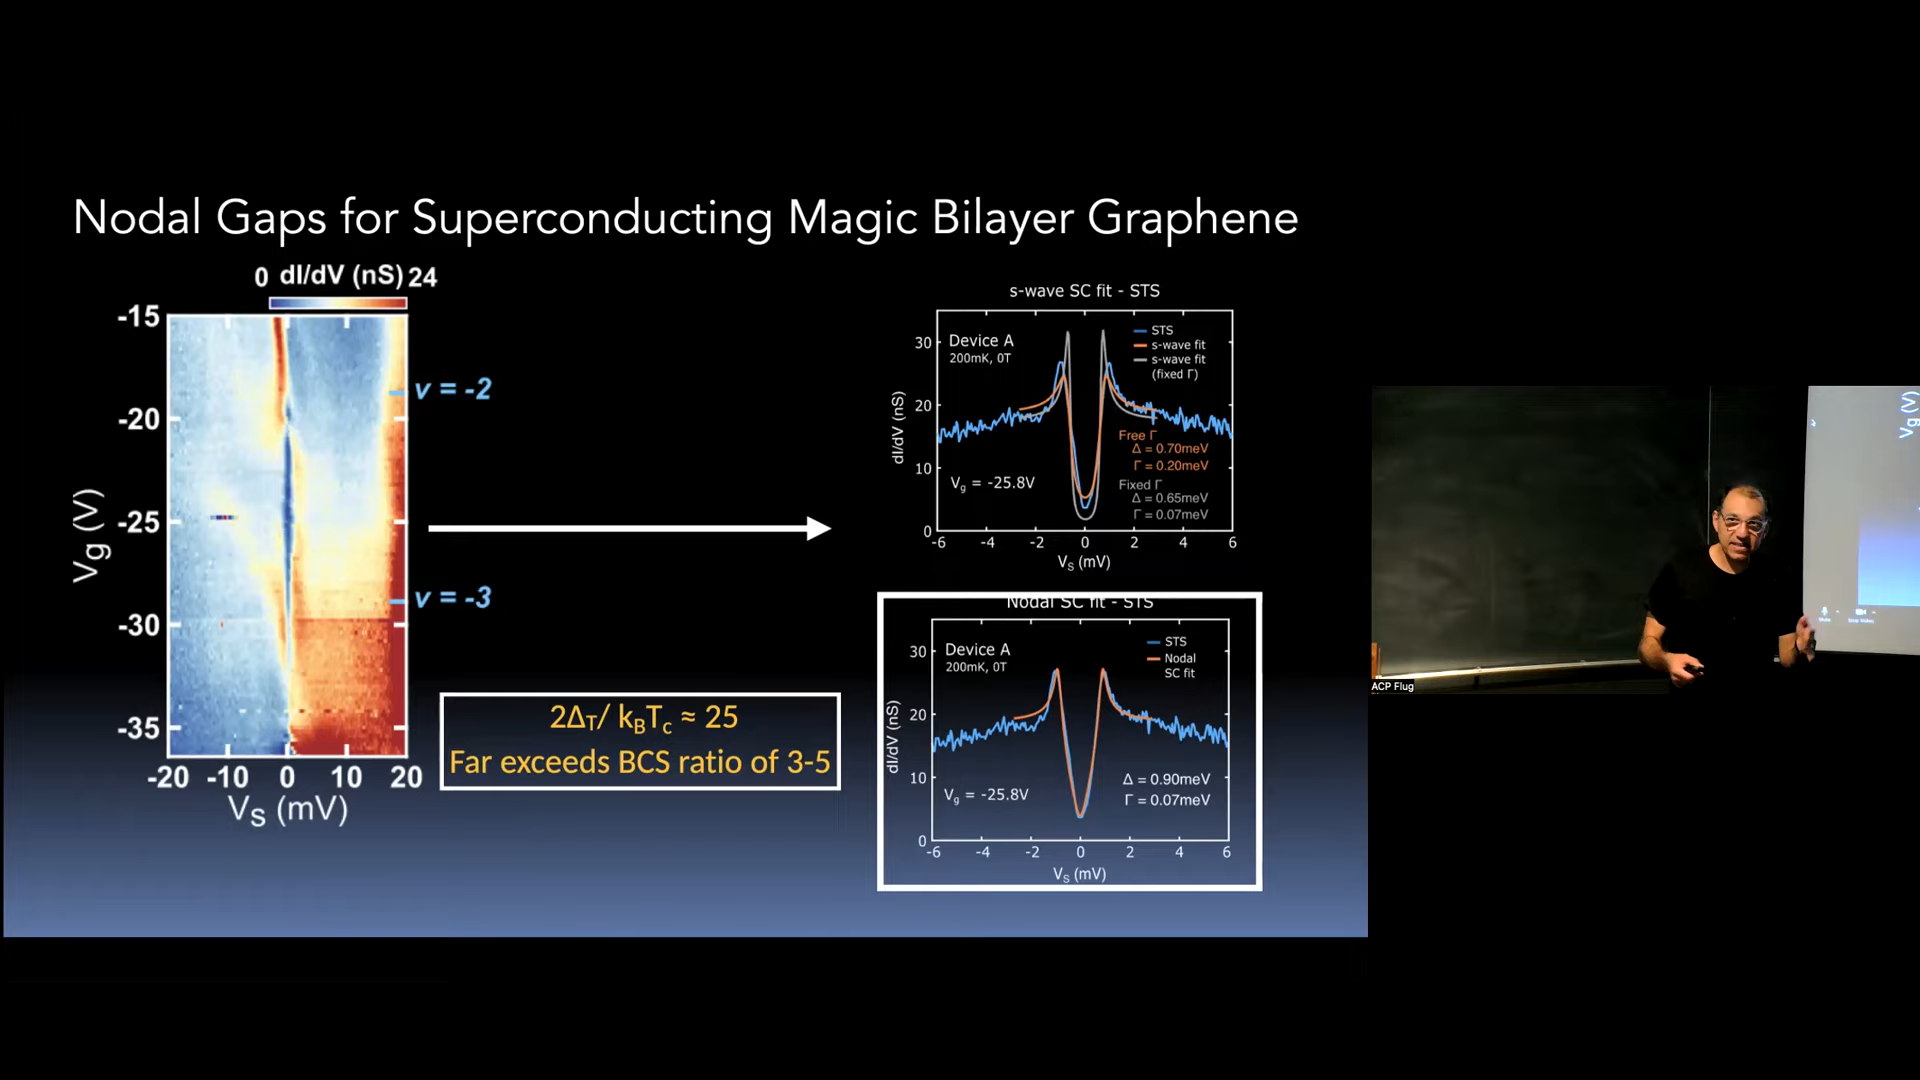 Nodal Gaps for Superconducting Magic Bilayer Graphene
0 dI/dV (nS) 24
-15
-20
-25
-30
-35
Vg (V)
ν = -2
ν = -3
-20 -10 0 10 20
VS (mV)
2ΔT/ kBTc ≈ 25
Far exceeds BCS ratio of 3-5
s-wave SC fit - STS
Device A
200mK, 0T
STS
s-wave fit
s-wave fit
(fixed Γ)
30
20
10
0
dI/dV (nS)
Free Γ
Δ = 0.70meV
Γ = 0.20meV
Fixed Γ
Δ = 0.65meV
Γ = 0.07meV
Vg = -25.8V
-6 -4 -2 0 2 4 6
VS (mV)
Nodal SC fit - STS
Device A
200mK, 0T
STS
Nodal
SC fit
30
20
10
0
dI/dV (nS)
Δ = 0.90meV
Γ = 0.07meV
Vg = -25.8V
-6 -4 -2 0 2 4 6
VS (mV)
Vg (V)
ACP Flug